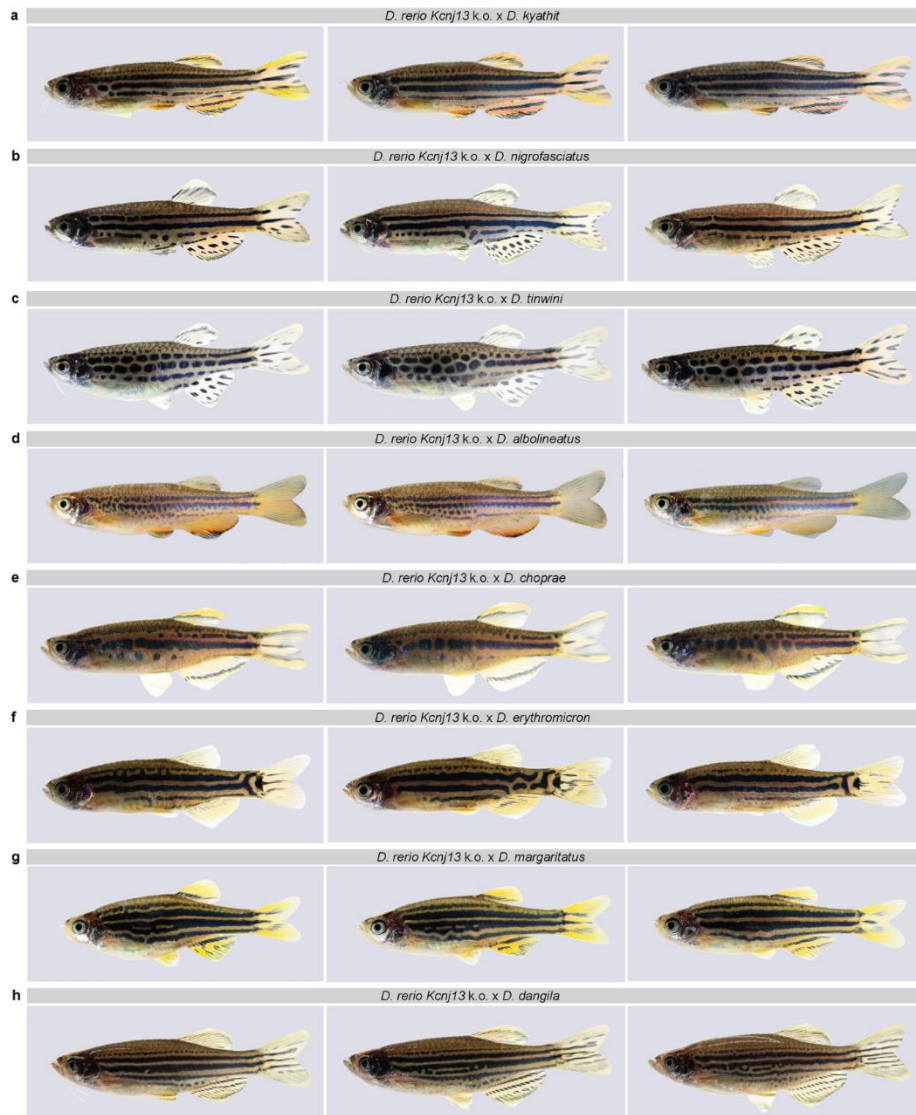 a
D. rerio Kcnj13 k.o. x D. kyathit
b
D. rerio Kcnj13 k.o. x D. nigrofasciatus
c
D. rerio Kcnj13 k.o. x D. tinwini
d
D. rerio Kcnj13 k.o. x D. albolineatus
e
D. rerio Kcnj13 k.o. x D. choprae
f
D. rerio Kcnj13 k.o. x D. erythromicron
g
D. rerio Kcnj13 k.o. x D. margaritatus
h
D. rerio Kcnj13 k.o. x D. dangila